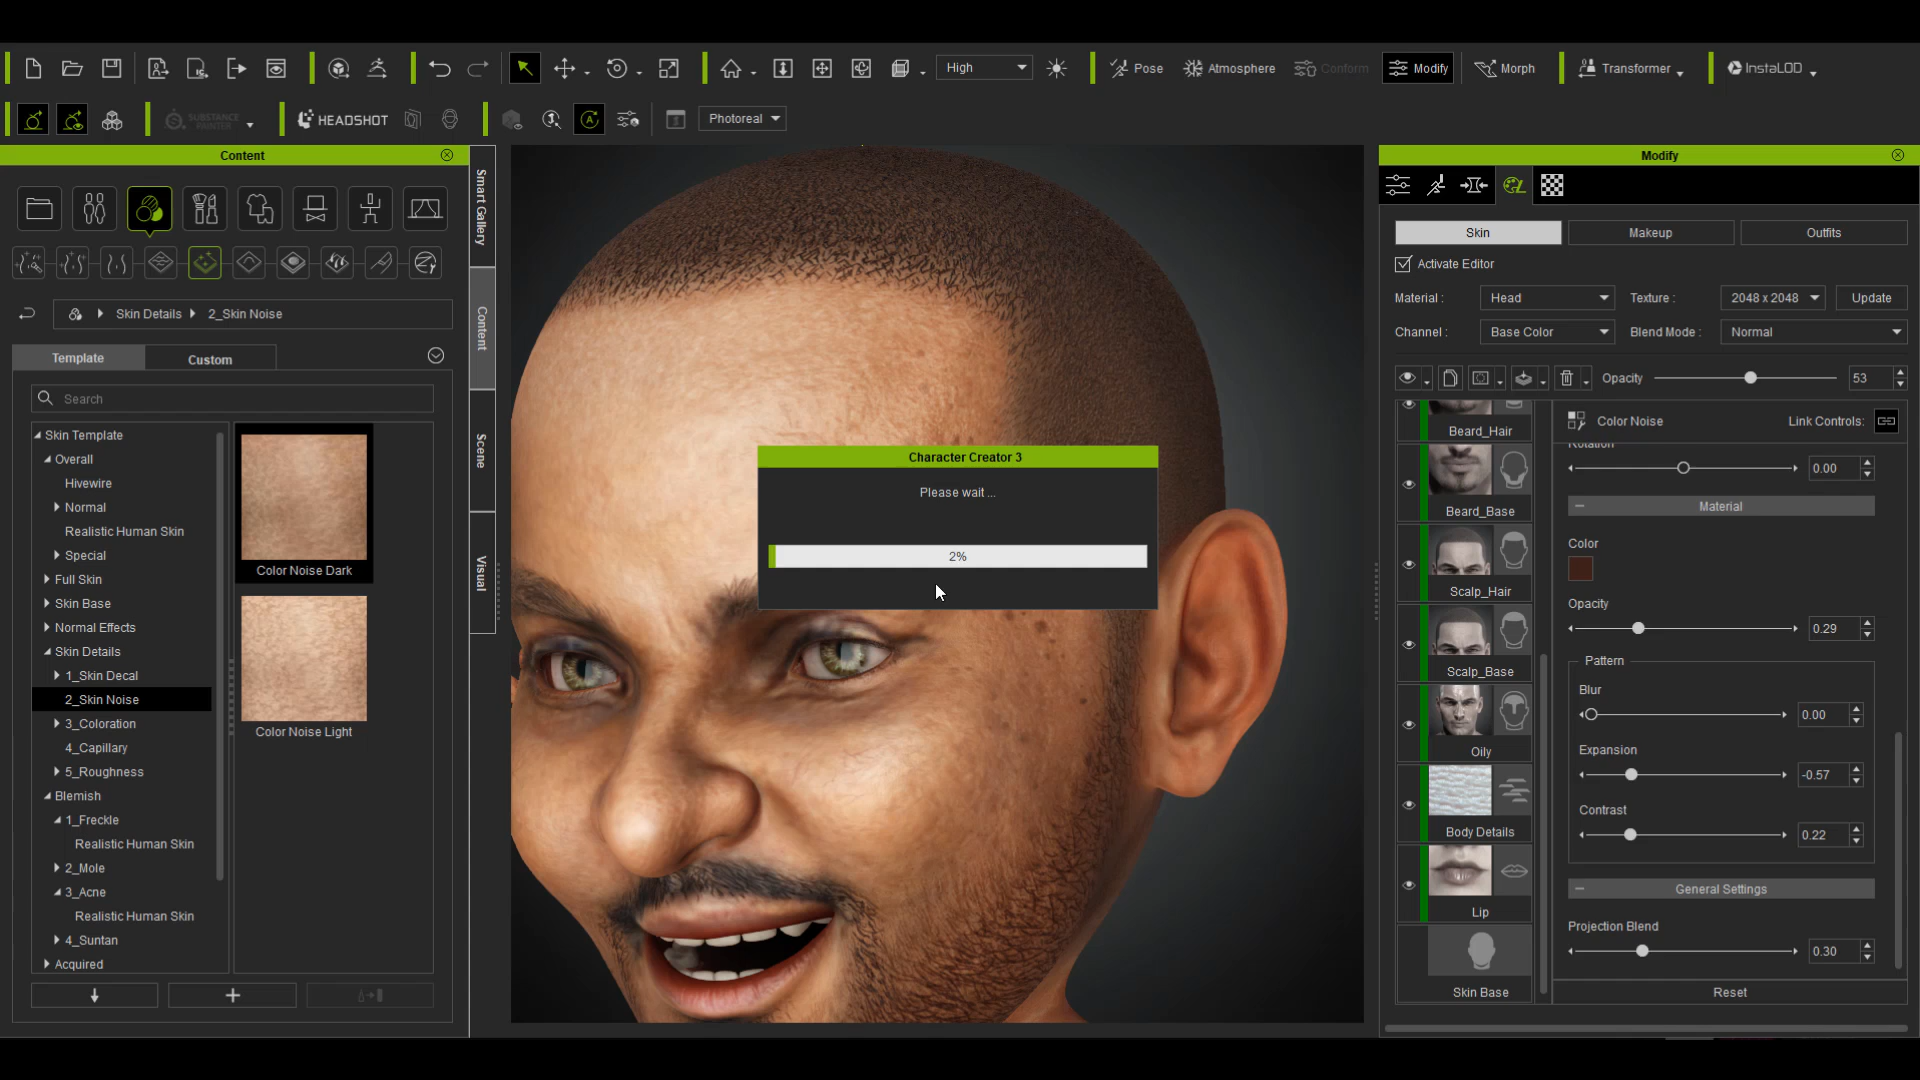 High
Pose
Atmosphere
Conform
Modify
Morph
Transformer
InstaLOD
SUBSTANCE
PAINTER
HEADSHOT
Photoreal
Content
Skin Details
2_Skin Noise
Template
Custom
Search
Skin Template
Overall
Hivewire
Normal
Realistic Human Skin
Special
Full Skin
Skin Base
Normal Effects
Skin Details
1_Skin Decal
2_Skin Noise
3_Coloration
4_Capillary
5_Roughness
Blemish
1_Freckle
Realistic Human Skin
2_Mole
3_Acne
Realistic Human Skin
4_Suntan
Acquired
Color Noise Dark
Color Noise Light
Smart Gallery
Content
Scene
Visual
Character Creator 3
Please wait ...
2%
Modify
Skin
Makeup
Outfits
Activate Editor
Material :
Head
Texture :
2048 x 2048
Update
Channel :
Base Color
Blend Mode :
Normal
Opacity
53
Beard_Hair
Beard_Base
Scalp_Hair
Scalp_Base
Oily
Body Details
Lip
Skin Base
Color Noise
Link Controls:
Rotation
0.00
Material
Color
Opacity
0.29
Pattern
Blur
0.00
Expansion
-0.57
Contrast
0.22
General Settings
Projection Blend
0.30
Reset